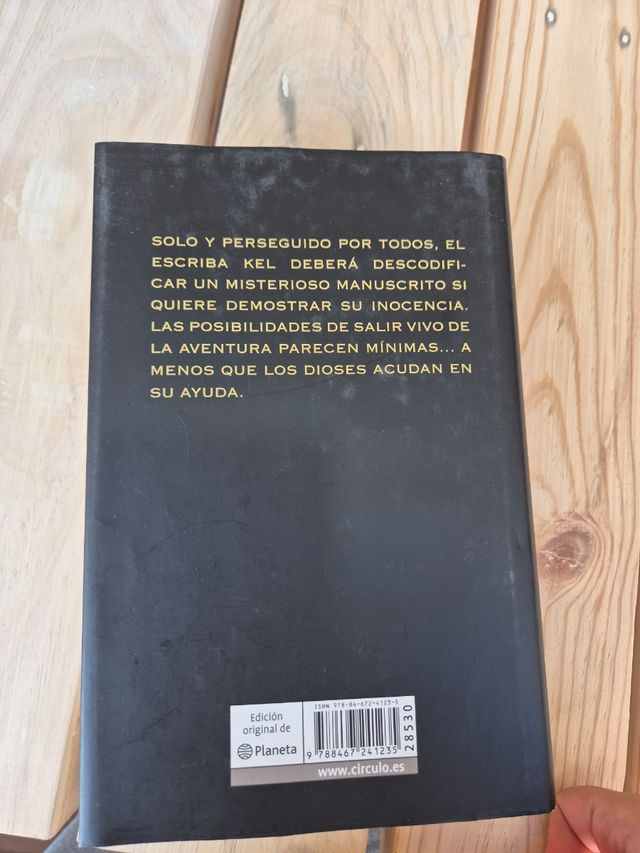 SOLO Y PERSEGUIDO POR TODOS, EL
ESCRIBA KEL DEBERÁ DESCODIFI-
CAR UN MISTERIOSO MANUSCRITO SI
QUIERE DEMOSTRAR SU INOCENCIA.
LAS POSIBILIDADES DE SALIR VIVO DE
LA AVENTURA PARECEN MÍNIMAS... A
MENOS QUE LOS DIOSES ACUDAN EN
SU AYUDA.
Edición
original de
Planeta
ISBN 978-84-672-4123-5
9 788467 241235
28530
www.circulo.es